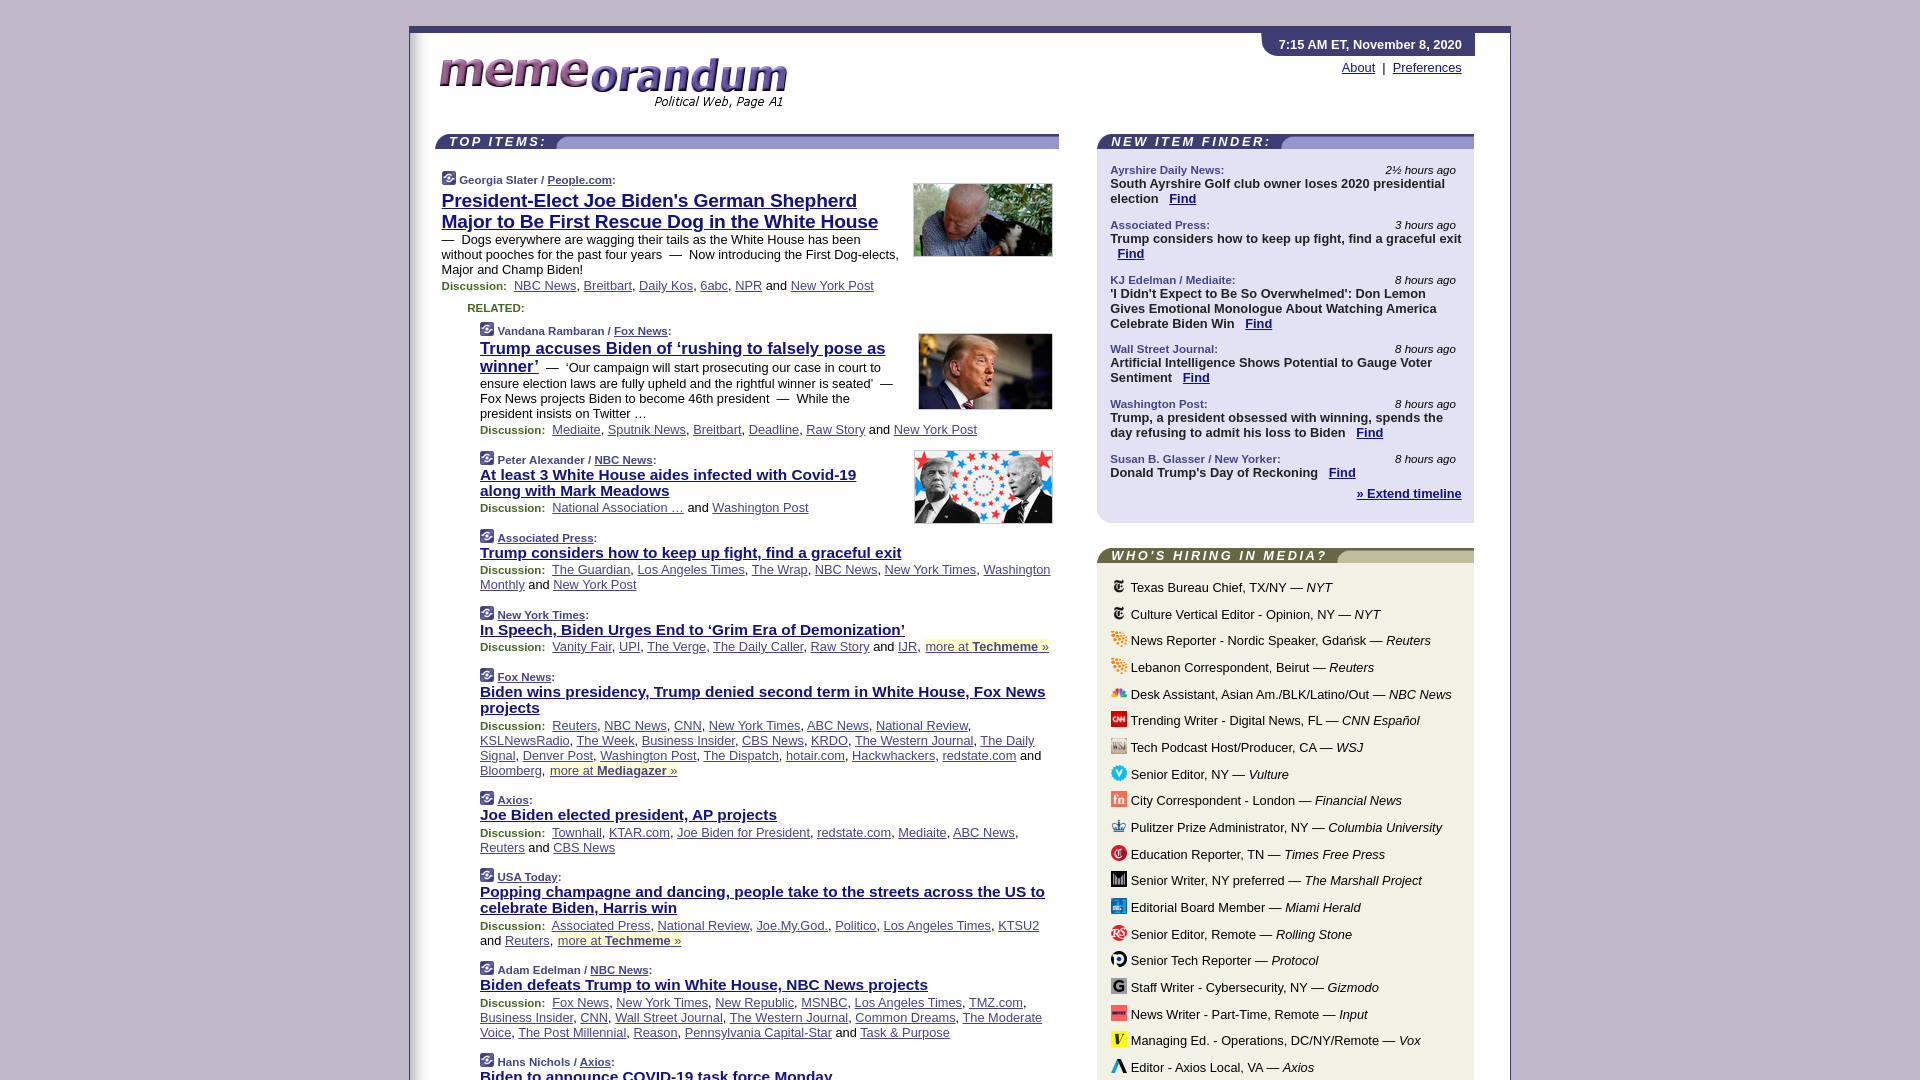 7:15 AM ET, November 8, 2020
About | Preferences
memeorandum
Political Web, Page A1
TOP ITEMS:
Georgia Slater / People.com:
President-Elect Joe Biden's German Shepherd
Major to Be First Rescue Dog in the White House
— Dogs everywhere are wagging their tails as the White House has been
without pooches for the past four years — Now introducing the First Dog-elects,
Major and Champ Biden!
Discussion: NBC News, Breitbart, Daily Kos, 6abc, NPR and New York Post
RELATED:
Vandana Rambaran / Fox News:
Trump accuses Biden of ‘rushing to falsely pose as
winner’ — ‘Our campaign will start prosecuting our case in court to
ensure election laws are fully upheld and the rightful winner is seated’ —
Fox News projects Biden to become 46th president — While the
president insists on Twitter …
Discussion: Mediaite, Sputnik News, Breitbart, Deadline, Raw Story and New York Post
Peter Alexander / NBC News:
At least 3 White House aides infected with Covid-19
along with Mark Meadows
Discussion: National Association … and Washington Post
Associated Press:
Trump considers how to keep up fight, find a graceful exit
Discussion: The Guardian, Los Angeles Times, The Wrap, NBC News, New York Times, Washington
Monthly and New York Post
New York Times:
In Speech, Biden Urges End to ‘Grim Era of Demonization’
Discussion: Vanity Fair, UPI, The Verge, The Daily Caller, Raw Story and IJR, more at Techmeme »
Fox News:
Biden wins presidency, Trump denied second term in White House, Fox News
projects
Discussion: Reuters, NBC News, CNN, New York Times, ABC News, National Review,
KSLNewsRadio, The Week, Business Insider, CBS News, KRDO, The Western Journal, The Daily
Signal, Denver Post, Washington Post, The Dispatch, hotair.com, Hackwhackers, redstate.com and
Bloomberg, more at Mediagazer »
Axios:
Joe Biden elected president, AP projects
Discussion: Townhall, KTAR.com, Joe Biden for President, redstate.com, Mediaite, ABC News,
Reuters and CBS News
USA Today:
Popping champagne and dancing, people take to the streets across the US to
celebrate Biden, Harris win
Discussion: Associated Press, National Review, Joe.My.God., Politico, Los Angeles Times, KTSU2
and Reuters, more at Techmeme »
Adam Edelman / NBC News:
Biden defeats Trump to win White House, NBC News projects
Discussion: Fox News, New York Times, New Republic, MSNBC, Los Angeles Times, TMZ.com,
Business Insider, CNN, Wall Street Journal, The Western Journal, Common Dreams, The Moderate
Voice, The Post Millennial, Reason, Pennsylvania Capital-Star and Task & Purpose
Hans Nichols / Axios:
Biden to announce COVID-19 task force Monday
NEW ITEM FINDER:
Ayrshire Daily News: 2½ hours ago
South Ayrshire Golf club owner loses 2020 presidential
election Find
Associated Press: 3 hours ago
Trump considers how to keep up fight, find a graceful exit
Find
KJ Edelman / Mediaite: 8 hours ago
'I Didn't Expect to Be So Overwhelmed': Don Lemon
Gives Emotional Monologue About Watching America
Celebrate Biden Win Find
Wall Street Journal: 8 hours ago
Artificial Intelligence Shows Potential to Gauge Voter
Sentiment Find
Washington Post: 8 hours ago
Trump, a president obsessed with winning, spends the
day refusing to admit his loss to Biden Find
Susan B. Glasser / New Yorker: 8 hours ago
Donald Trump's Day of Reckoning Find
» Extend timeline
WHO'S HIRING IN MEDIA?
Texas Bureau Chief, TX/NY — NYT
Culture Vertical Editor - Opinion, NY — NYT
News Reporter - Nordic Speaker, Gdańsk — Reuters
Lebanon Correspondent, Beirut — Reuters
Desk Assistant, Asian Am./BLK/Latino/Out — NBC News
Trending Writer - Digital News, FL — CNN Español
Tech Podcast Host/Producer, CA — WSJ
Senior Editor, NY — Vulture
City Correspondent - London — Financial News
Pulitzer Prize Administrator, NY — Columbia University
Education Reporter, TN — Times Free Press
Senior Writer, NY preferred — The Marshall Project
Editorial Board Member — Miami Herald
Senior Editor, Remote — Rolling Stone
Senior Tech Reporter — Protocol
Staff Writer - Cybersecurity, NY — Gizmodo
News Writer - Part-Time, Remote — Input
Managing Ed. - Operations, DC/NY/Remote — Vox
Editor - Axios Local, VA — Axios